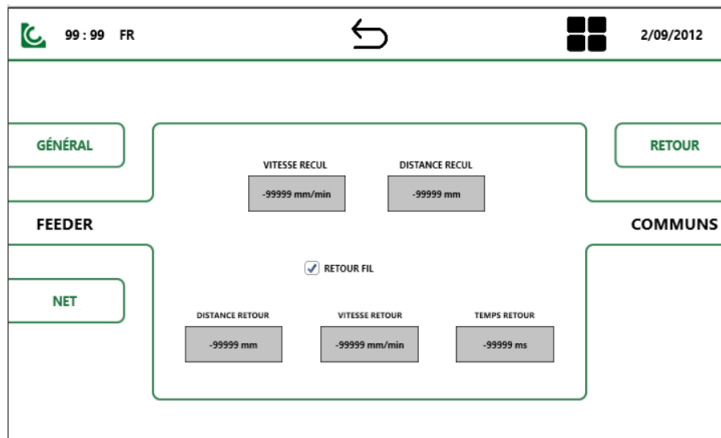 99 : 99 FR 2/09/2012
GÉNÉRAL RETOUR
VITESSE RECUL DISTANCE RECUL
-99999 mm/min -99999 mm
FEEDER COMMUNS
RETOUR FIL
NET
DISTANCE RETOUR VITESSE RETOUR TEMPS RETOUR
-99999 mm -99999 mm/min -99999 ms